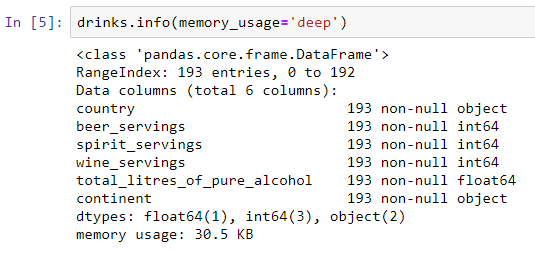 In [5]: drinks.info(memory_usage='deep')
<class 'pandas.core.frame.DataFrame'>
RangeIndex: 193 entries, 0 to 192
Data columns (total 6 columns):
country                         193 non-null object
beer_servings                   193 non-null int64
spirit_servings                 193 non-null int64
wine_servings                   193 non-null int64
total_litres_of_pure_alcohol    193 non-null float64
continent                       193 non-null object
dtypes: float64(1), int64(3), object(2)
memory usage: 30.5 KB